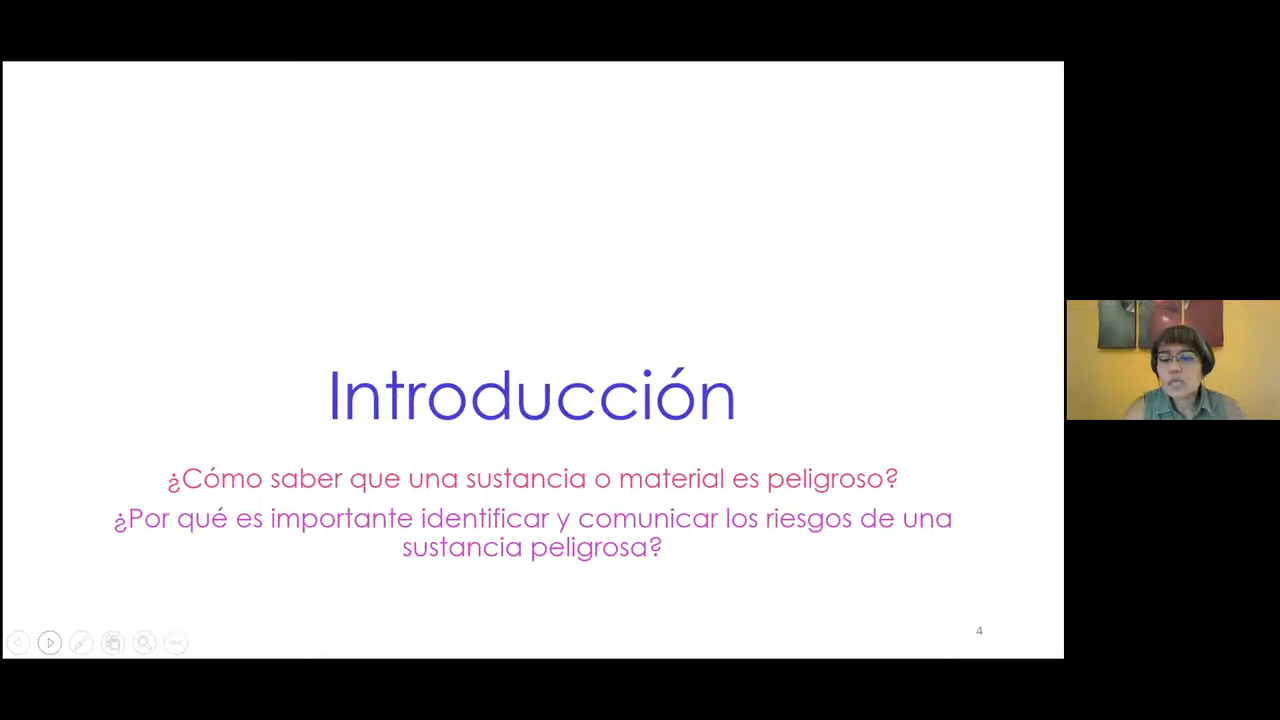 Introducción
¿Cómo saber que una sustancia o material es peligroso?
¿Por qué es importante identificar y comunicar los riesgos de una
sustancia peligrosa?
4